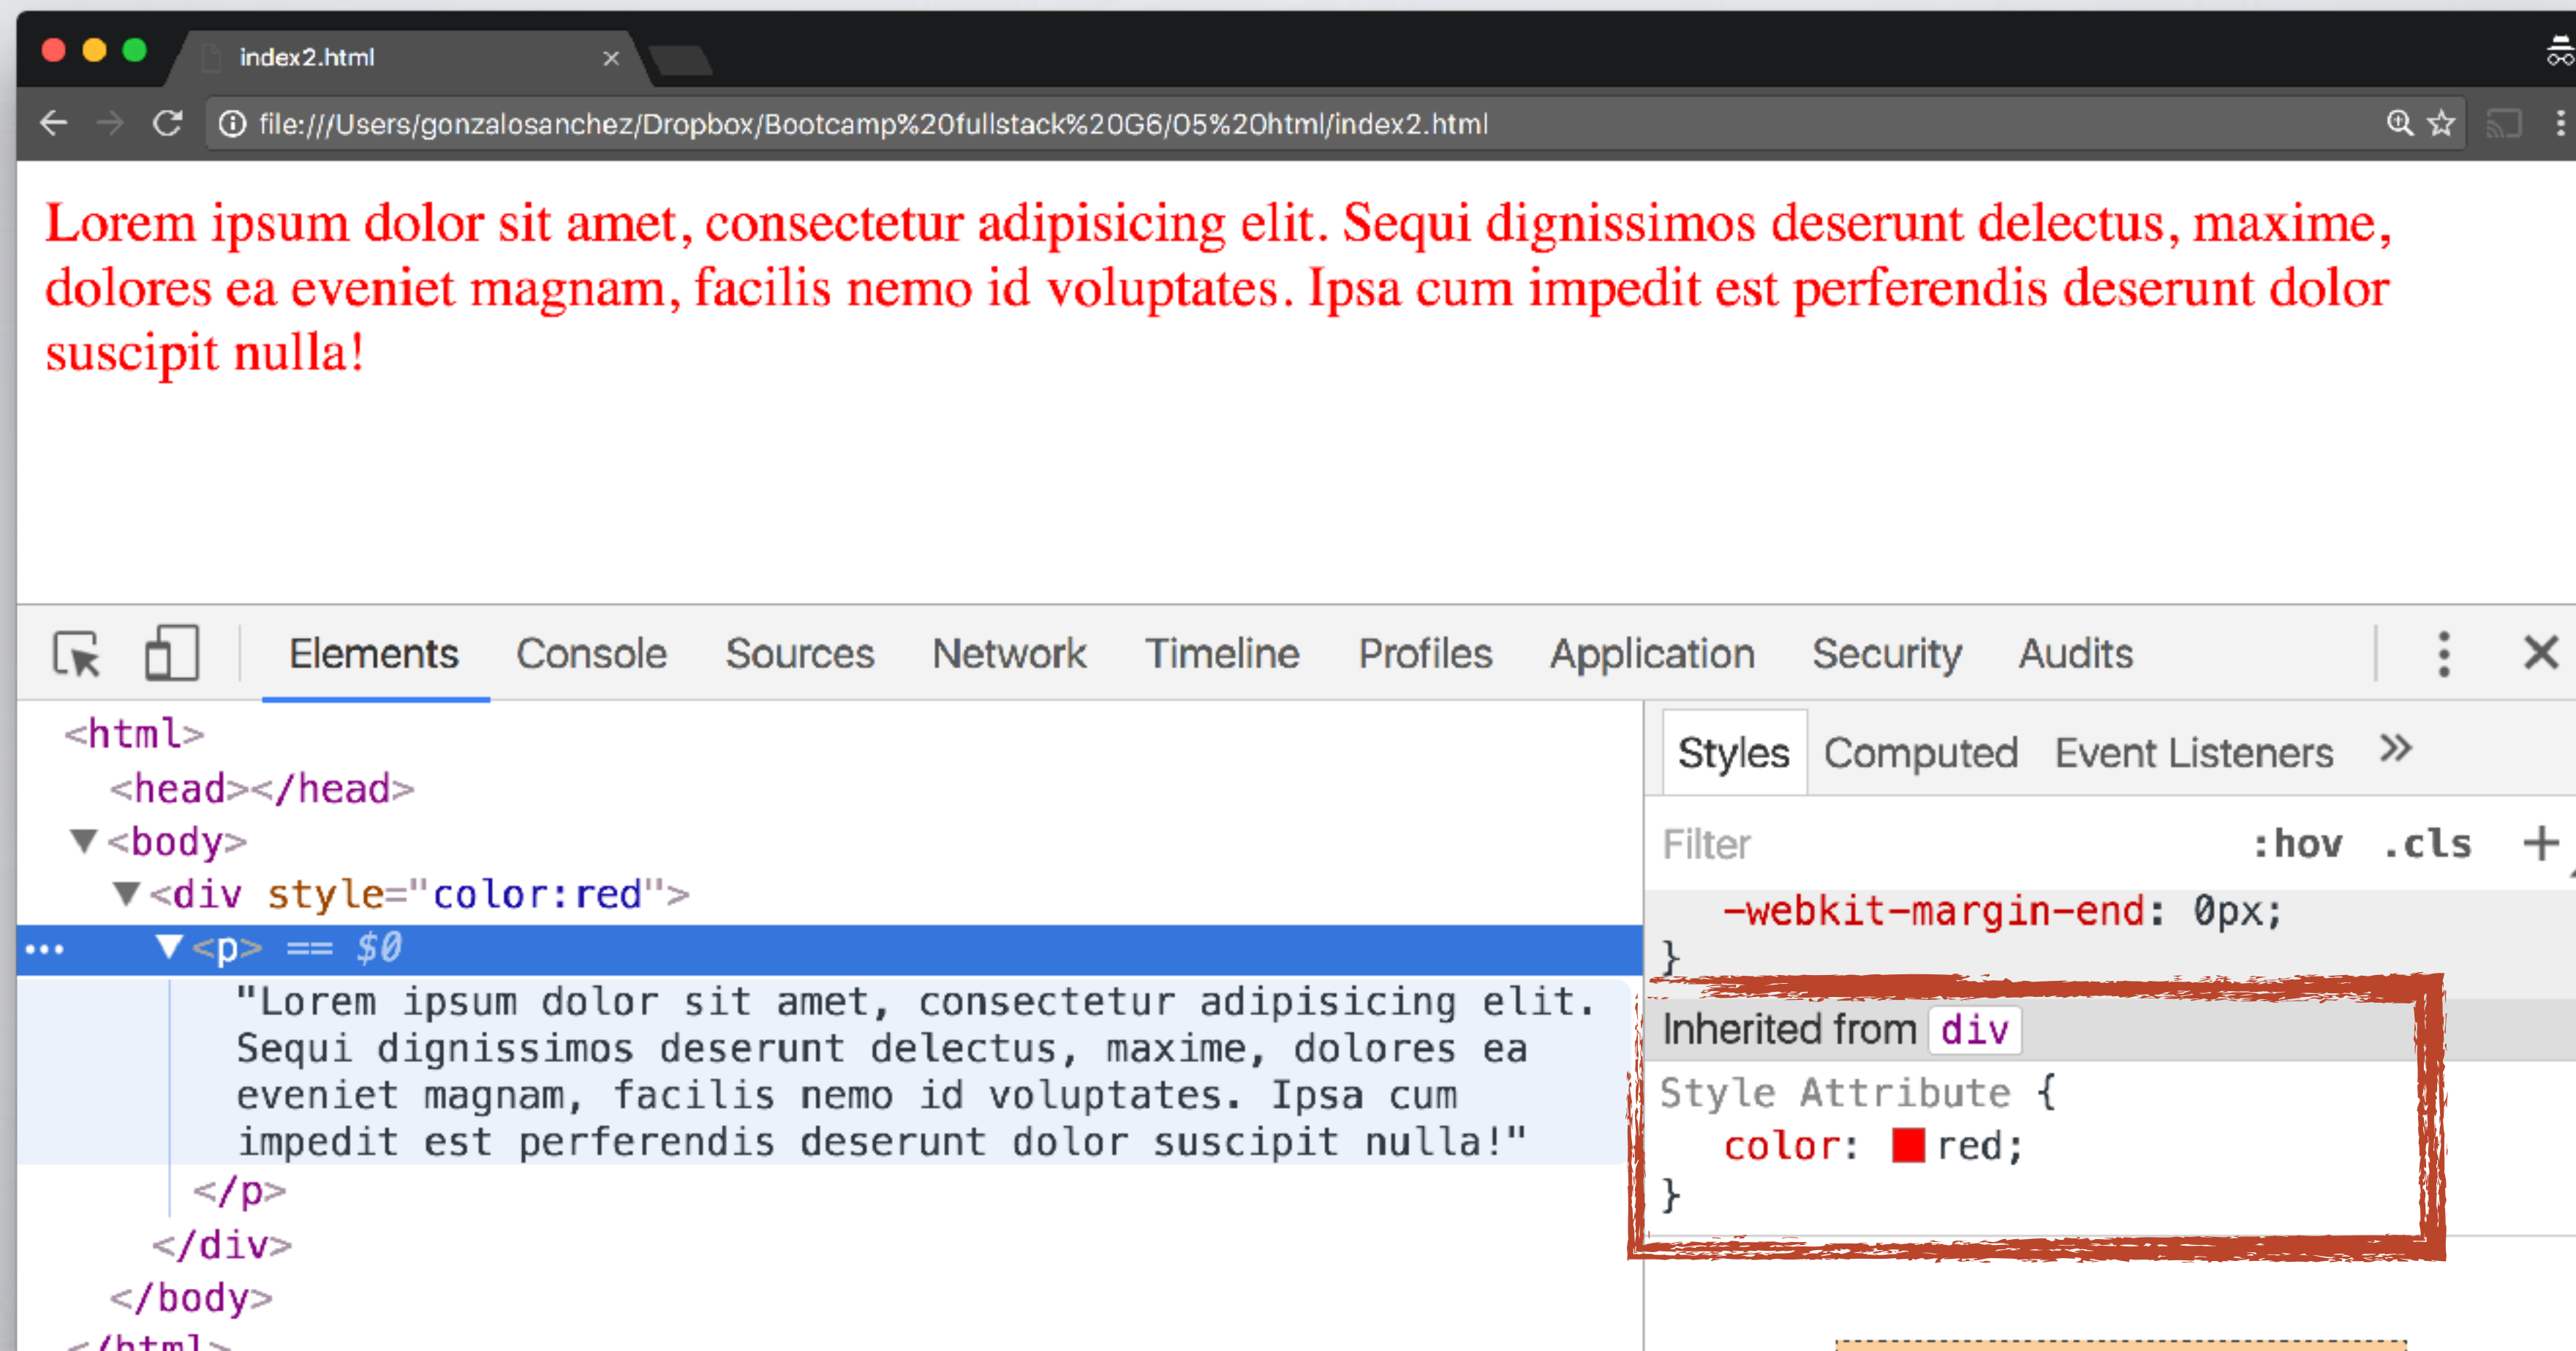 index2.html
file:///Users/gonzalosanchez/Dropbox/Bootcamp%20fullstack%20G6/05%20html/index2.html
Lorem ipsum dolor sit amet, consectetur adipisicing elit. Sequi dignissimos deserunt delectus, maxime,
dolores ea eveniet magnam, facilis nemo id voluptates. Ipsa cum impedit est perferendis deserunt dolor
suscipit nulla!
Elements Console Sources Network Timeline Profiles Application Security Audits
<html>
<head></head>
<body>
<div style="color:red">
<p> == $0
"Lorem ipsum dolor sit amet, consectetur adipisicing elit.
Sequi dignissimos deserunt delectus, maxime, dolores ea
eveniet magnam, facilis nemo id voluptates. Ipsa cum
impedit est perferendis deserunt dolor suscipit nulla!"
</p>
</div>
</body>
</html>
Styles Computed Event Listeners »
Filter :hov .cls +
-webkit-margin-end: 0px;
}
Inherited from div
Style Attribute {
color: red;
}